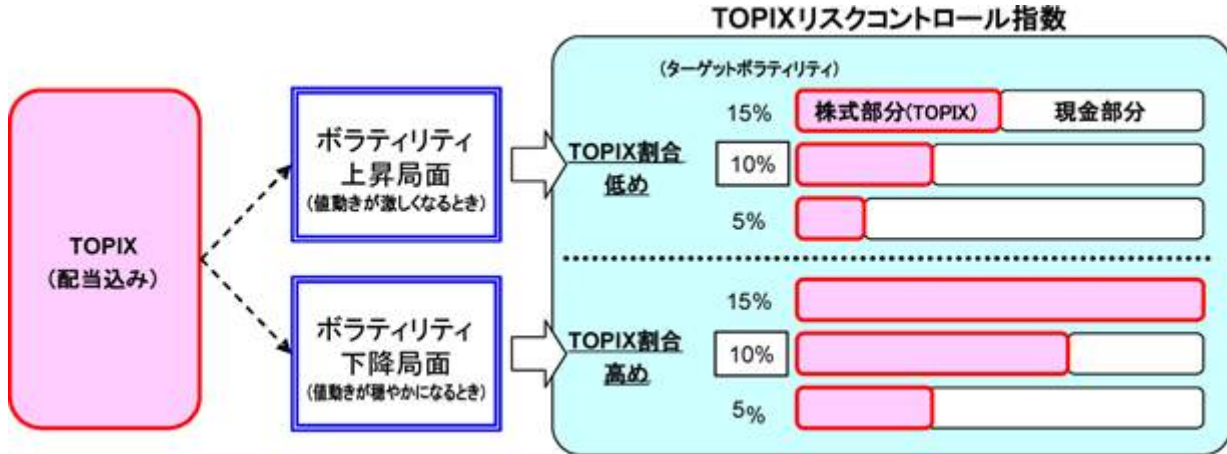 TOPIXリスクコントロール指数
TOPIX
(配当込み)
ボラティリティ
上昇局面
(値動きが激しくなるとき)
ボラティリティ
下降局面
(値動きが穏やかになるとき)
(ターゲットボラティリティ)
TOPIX割合
低め
15%
株式部分(TOPIX)
現金部分
10%
5%
TOPIX割合
高め
15%
10%
5%